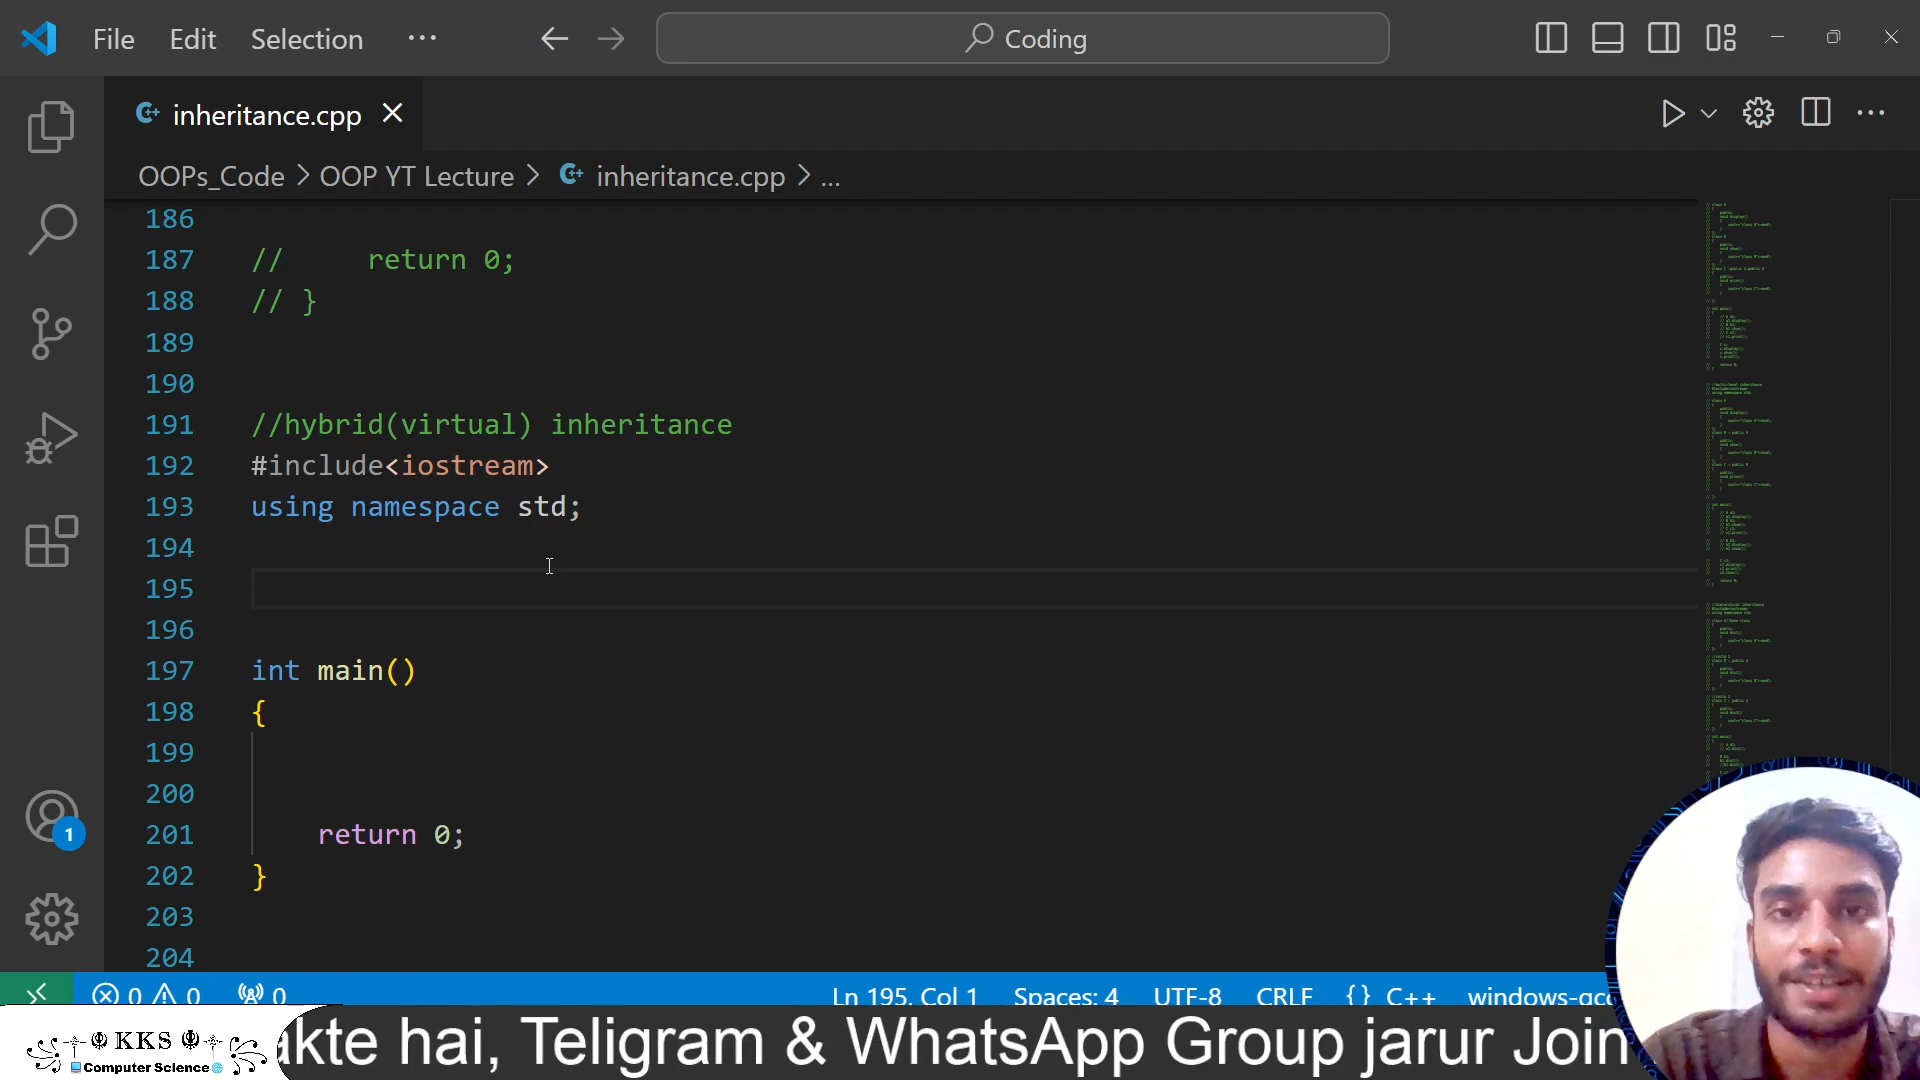 File Edit Selection ...
Coding
inheritance.cpp
OOPs_Code > OOP YT Lecture > inheritance.cpp > ...
186
187 // return 0;
188 // }
189
190
191 //hybrid(virtual) inheritance
192 #include<iostream>
193 using namespace std;
194
195
196
197 int main()
198 {
199
200
201 return 0;
202 }
203
204
1
0 0 0
Ln 195, Col 1 Spaces: 4 UTF-8 CRLF {} C++
akte hai, Teligram & WhatsApp Group jarur Join
KKS
Computer Science